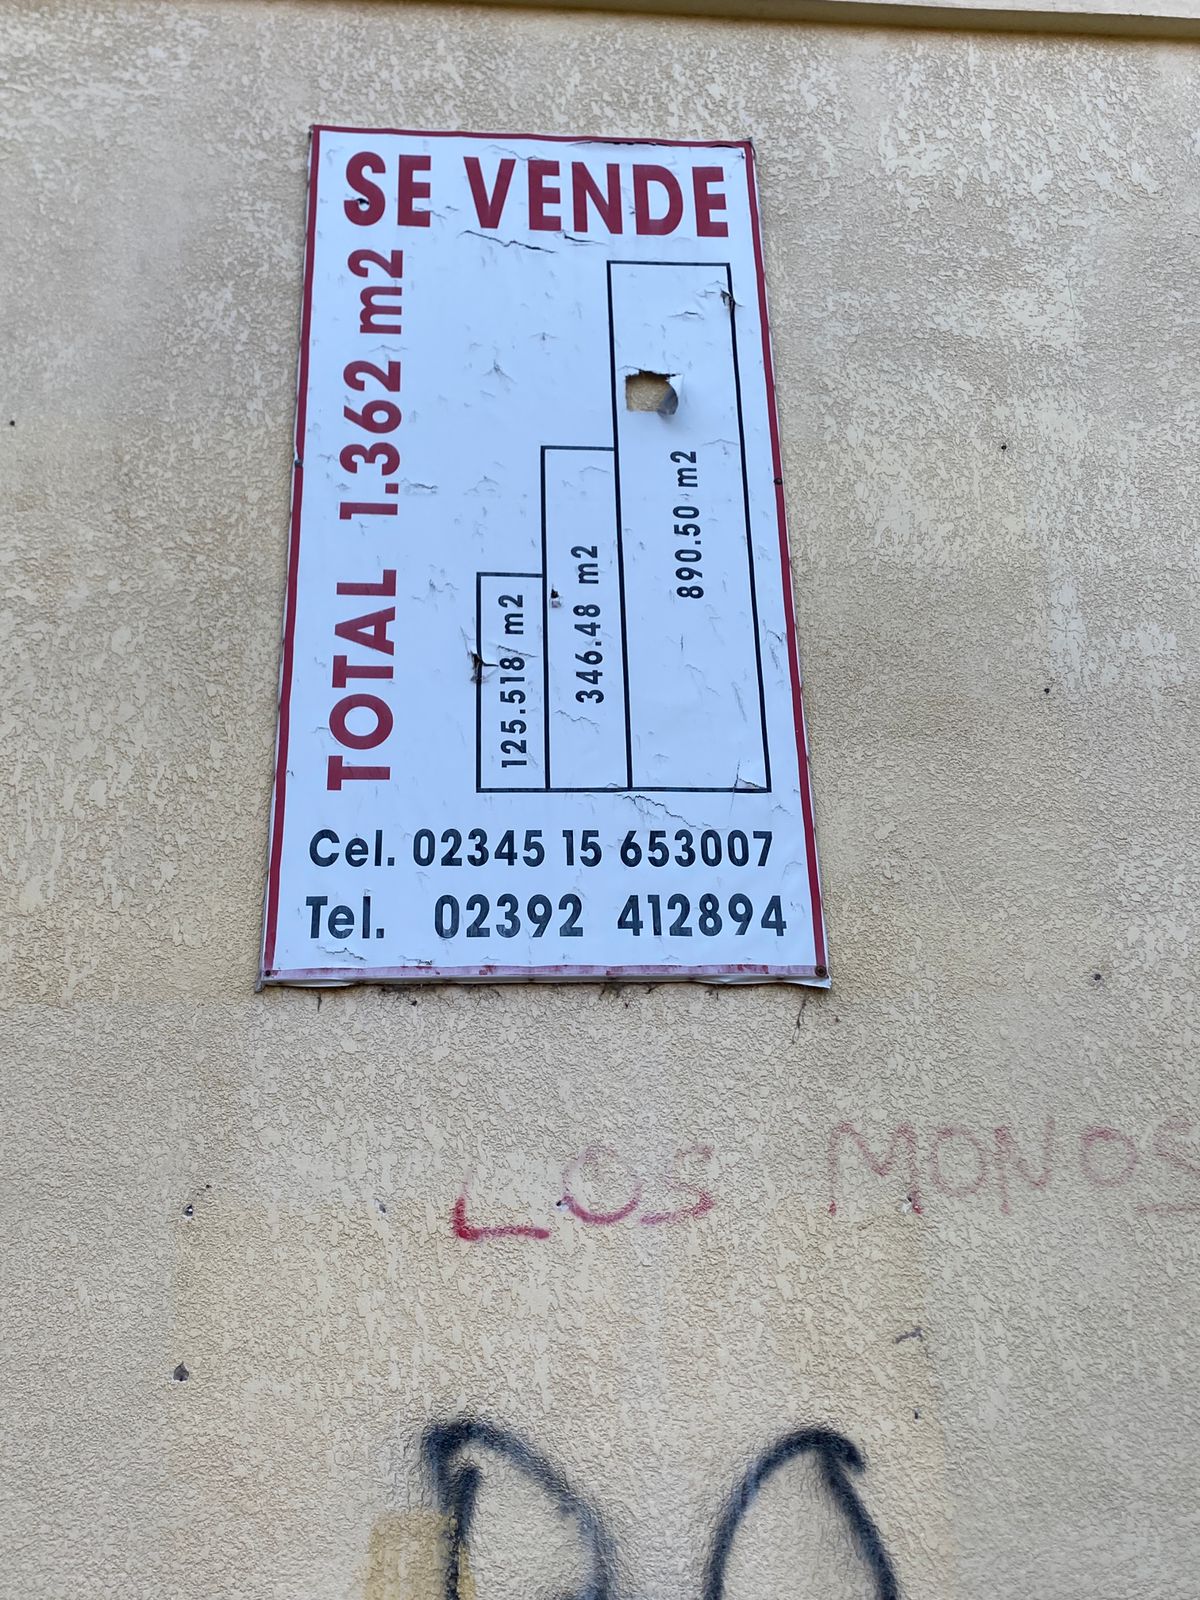 SE VENDE
TOTAL 1.362 m2
125.518 m2
346.48 m2
890.50 m2
Cel. 02345 15 653007
Tel. 02392 412894
LOS MONOS